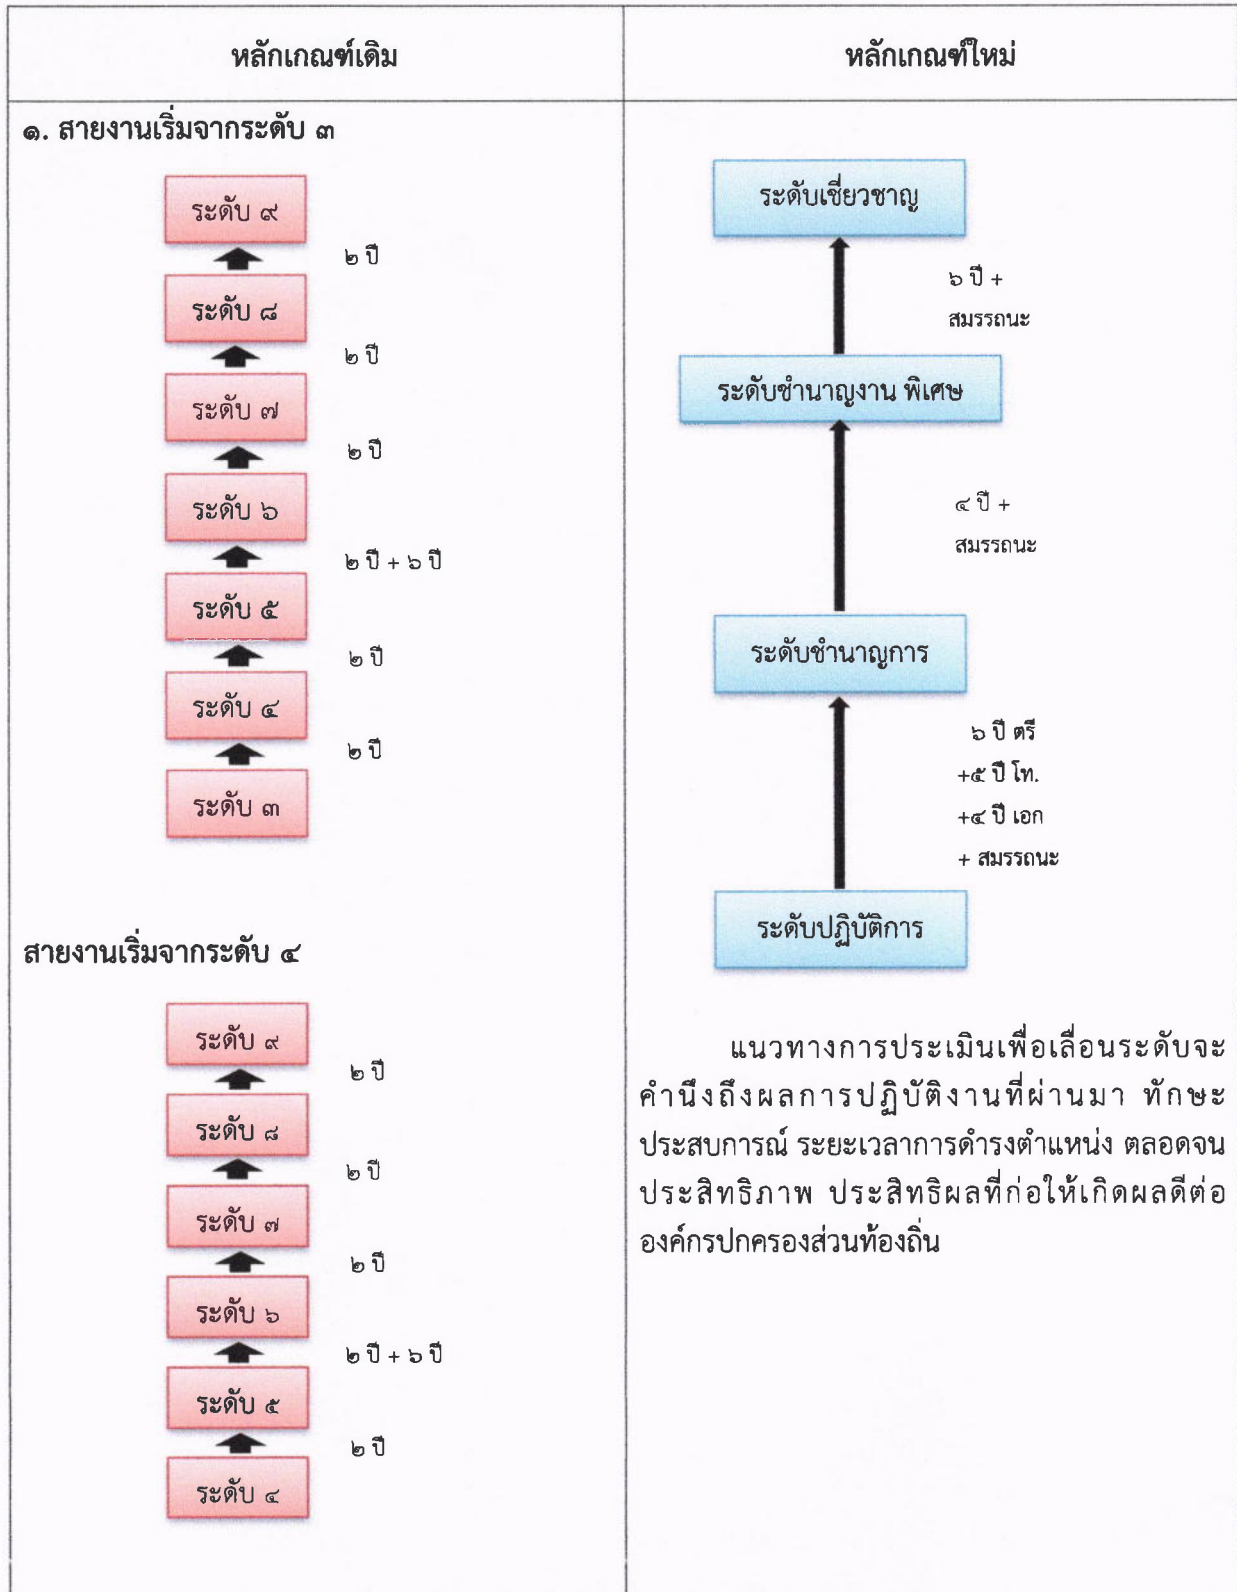 หลักเกณฑ์เดิม
หลักเกณฑ์ใหม่
๑. สายงานเริ่มจากระดับ ๓
ระดับ ๙
๒ ปี
ระดับ ๘
๒ ปี
ระดับ ๗
๒ ปี
ระดับ ๖
๒ ปี + ๖ ปี
ระดับ ๕
๒ ปี
ระดับ ๔
๒ ปี
ระดับ ๓
สายงานเริ่มจากระดับ ๔
ระดับ ๙
๒ ปี
ระดับ ๘
๒ ปี
ระดับ ๗
๒ ปี
ระดับ ๖
๒ ปี + ๖ ปี
ระดับ ๕
๒ ปี
ระดับ ๔
ระดับเชี่ยวชาญ
๖ ปี +
สมรรถนะ
ระดับชำนาญงาน พิเศษ
๔ ปี +
สมรรถนะ
ระดับชำนาญการ
๖ ปี ตรี
+๕ ปี โท.
+๔ ปี เอก
+ สมรรถนะ
ระดับปฏิบัติการ
แนวทางการประเมินเพื่อเลื่อนระดับจะ
คำนึงถึงผลการปฏิบัติงานที่ผ่านมา ทักษะ
ประสบการณ์ ระยะเวลาการดำรงตำแหน่ง ตลอดจน
ประสิทธิภาพ ประสิทธิผลที่ก่อให้เกิดผลดีต่อ
องค์กรปกครองส่วนท้องถิ่น